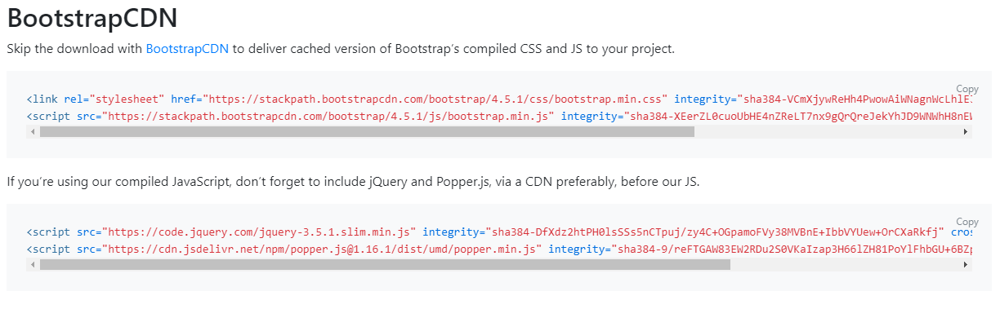 BootstrapCDN
Skip the download with BootstrapCDN to deliver cached version of Bootstrap's compiled CSS and JS to your project.
Copy
<link rel="stylesheet" href="https://stackpath.bootstrapcdn.com/bootstrap/4.5.1/css/bootstrap.min.css" integrity="sha384-VCmXjywReHh4PwowAiWNagnWcLhlE
<script src="https://stackpath.bootstrapcdn.com/bootstrap/4.5.1/js/bootstrap.min.js" integrity="sha384-XEerZL0cuoUbHE4nZReLT7nx9gQrQreJekYhJD9WNWhH8nE
If you're using our compiled JavaScript, don't forget to include jQuery and Popper.js, via a CDN preferably, before our JS.
Copy
<script src="https://code.jquery.com/jquery-3.5.1.slim.min.js" integrity="sha384-DfXdz2htPH0lsSSs5nCTpuj/zy4C+OGpamoFVy38MVBnE+IbbVYUew+OrCXaRkfj" cros
<script src="https://cdn.jsdelivr.net/npm/popper.js@1.16.1/dist/umd/popper.min.js" integrity="sha384-9/reFTGAW83EW2RDu2S0VKaIzap3H66lZH81PoYlFhbGU+6BZp